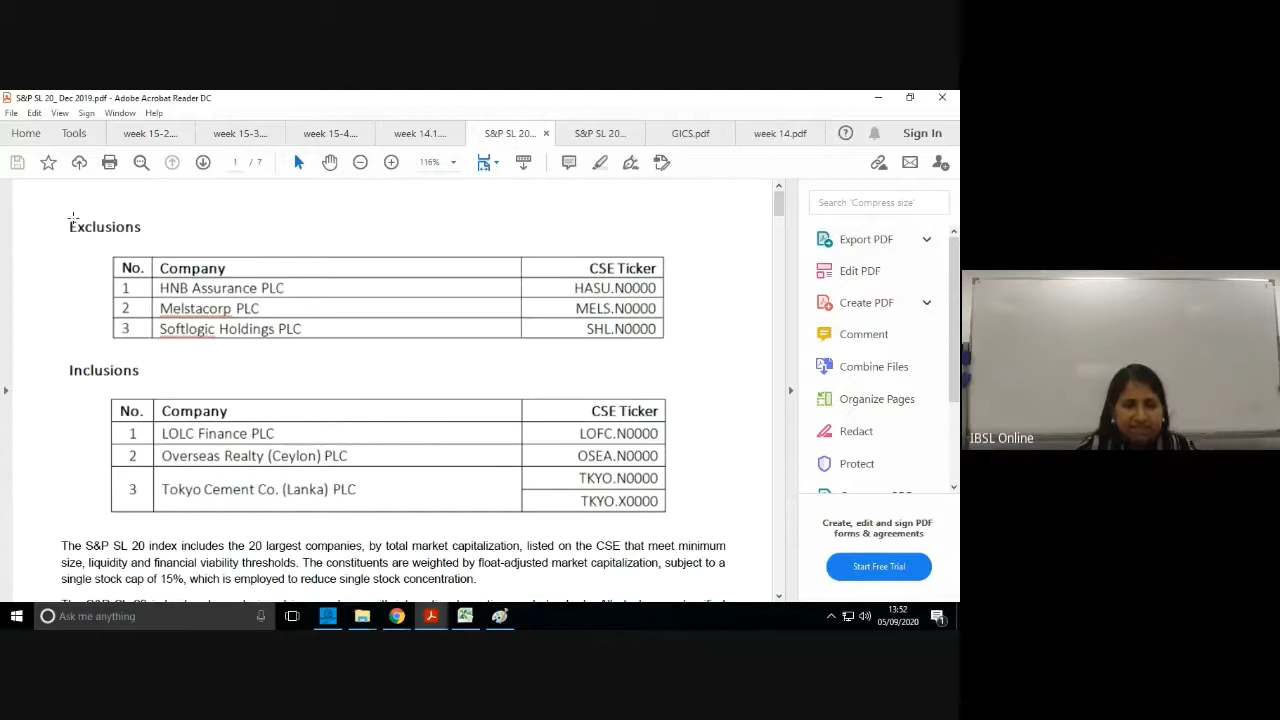 S&P SL 20_ Dec 2019.pdf - Adobe Acrobat Reader DC
File Edit View Sign Window Help
Home Tools week 15-2.... week 15-3.... week 15-4.... week 14.1.... S&P SL 20... × S&P SL 20... GICS.pdf week 14.pdf Sign In
1 / 7 116%
Exclusions
No. Company CSE Ticker
1 HNB Assurance PLC HASU.N0000
2 Melstacorp PLC MELS.N0000
3 Softlogic Holdings PLC SHL.N0000
Inclusions
No. Company CSE Ticker
1 LOLC Finance PLC LOFC.N0000
2 Overseas Realty (Ceylon) PLC OSEA.N0000
3 Tokyo Cement Co. (Lanka) PLC TKYO.N0000
TKYO.X0000
The S&P SL 20 index includes the 20 largest companies, by total market capitalization, listed on the CSE that meet minimum
size, liquidity and financial viability thresholds. The constituents are weighted by float-adjusted market capitalization, subject to a
single stock cap of 15%, which is employed to reduce single stock concentration.
Search 'Compress size'
Export PDF
Edit PDF
Create PDF
Comment
Combine Files
Organize Pages
Redact
Protect
Create, edit and sign PDF
forms & agreements
Start Free Trial
IBSL Online
Ask me anything
13:52
05/09/2020